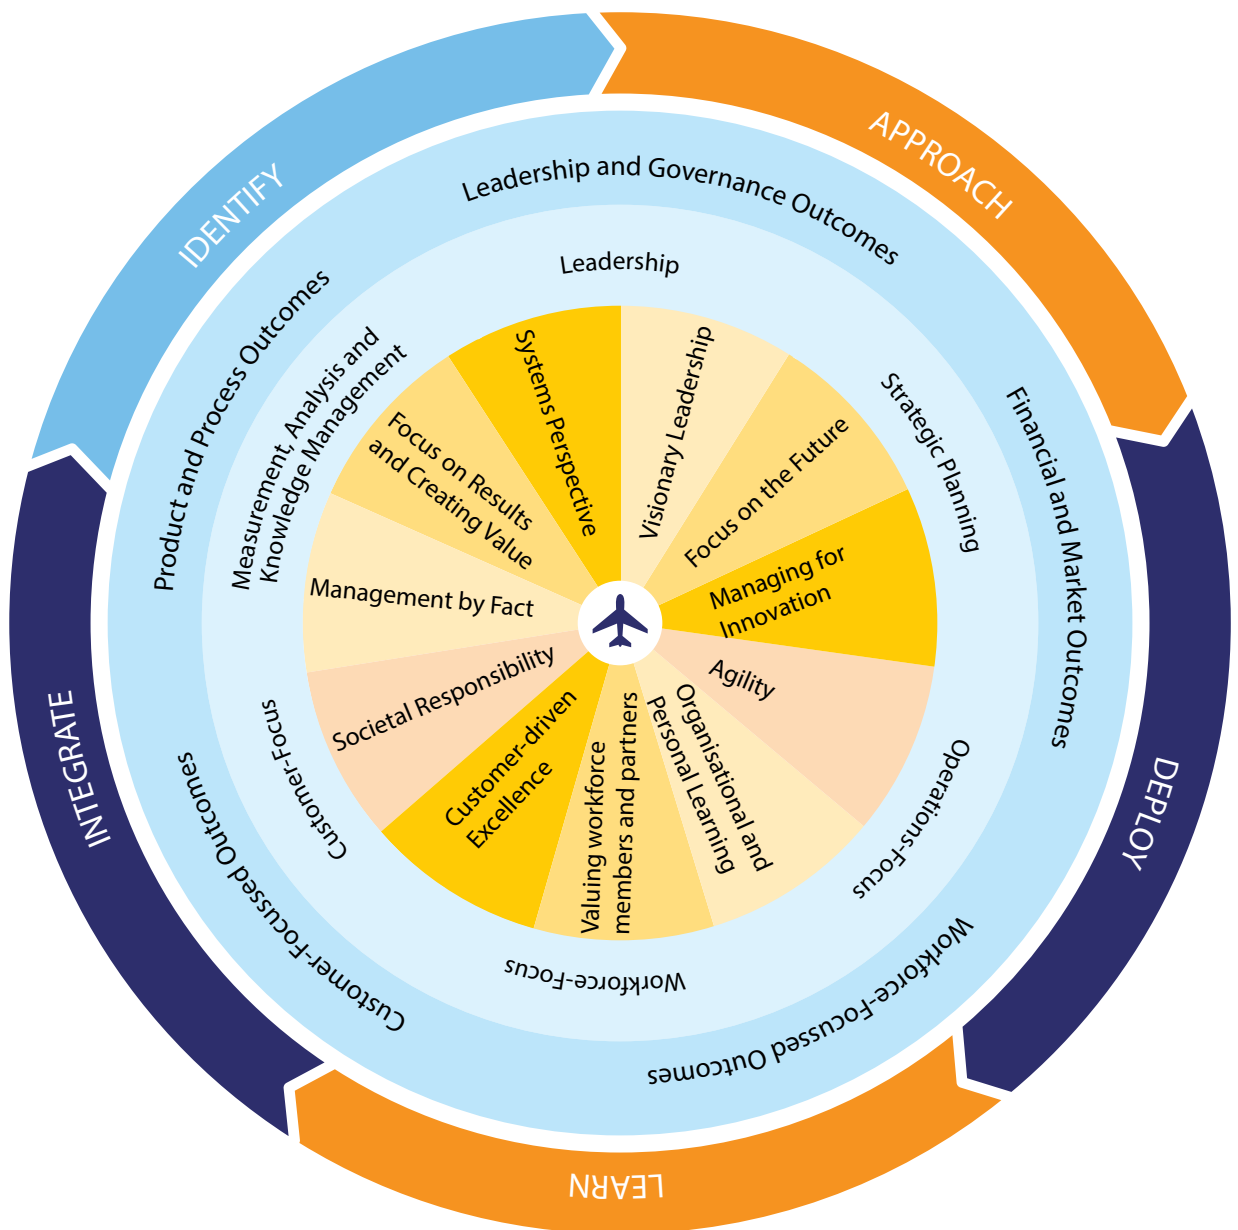 IDENTIFY
APPROACH
DEPLOY
LEARN
INTEGRATE
Leadership and Governance Outcomes
Financial and Market Outcomes
Workforce-Focussed Outcomes
Customer-Focussed Outcomes
Product and Process Outcomes
Leadership
Strategic Planning
Operations-Focus
Workforce-Focus
Customer-Focus
Measurement, Analysis and
Knowledge Management
Visionary Leadership
Focus on the Future
Managing for
Innovation
Agility
Organisational and
Personal Learning
Valuing workforce
members and partners
Customer-driven
Excellence
Societal Responsibility
Management by Fact
Focus on Results
and Creating Value
Systems Perspective